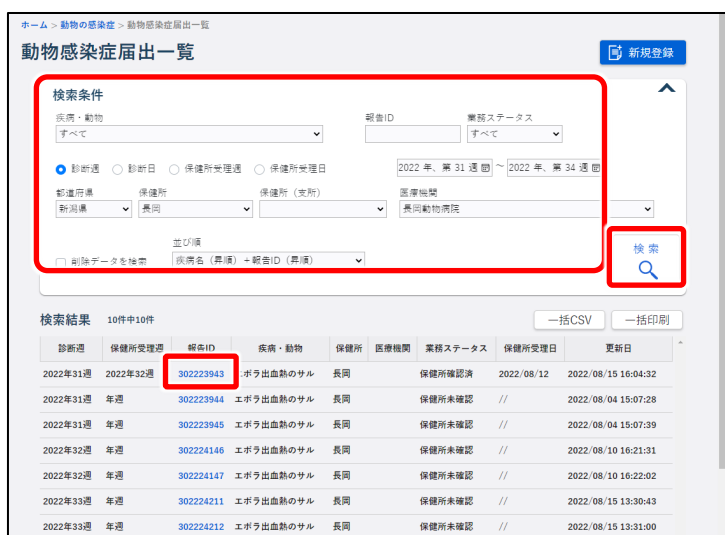 ホーム > 動物の感染症 > 動物感染症届出一覧
動物感染症届出一覧
新規登録
検索条件
疾病・動物 報告ID 業務ステータス
すべて すべて
診断週 診断日 保健所受理週 保健所受理日 2022 年、第 31 週 ~ 2022 年、第 34 週
都道府県 保健所 保健所（支所） 医療機関
新潟県 長岡 長岡動物病院
並び順
削除データを検索 疾病名（昇順）+報告ID（昇順）
検索
検索結果 10件中10件 一括CSV 一括印刷
診断週 保健所受理週 報告ID 疾病・動物 保健所 医療機関 業務ステータス 保健所受理日 更新日
2022年31週 2022年32週 302223943 エボラ出血熱のサル 長岡 保健所確認済 2022/08/12 2022/08/15 16:04:32
2022年31週 年週 302223944 エボラ出血熱のサル 長岡 保健所未確認 // 2022/08/04 15:07:28
2022年31週 年週 302223945 エボラ出血熱のサル 長岡 保健所未確認 // 2022/08/04 15:07:39
2022年32週 年週 302224146 エボラ出血熱のサル 長岡 保健所未確認 // 2022/08/10 16:21:31
2022年32週 年週 302224147 エボラ出血熱のサル 長岡 保健所未確認 // 2022/08/10 16:22:02
2022年33週 年週 302224211 エボラ出血熱のサル 長岡 保健所未確認 // 2022/08/15 13:30:43
2022年33週 年週 302224212 エボラ出血熱のサル 長岡 保健所未確認 // 2022/08/15 13:31:00